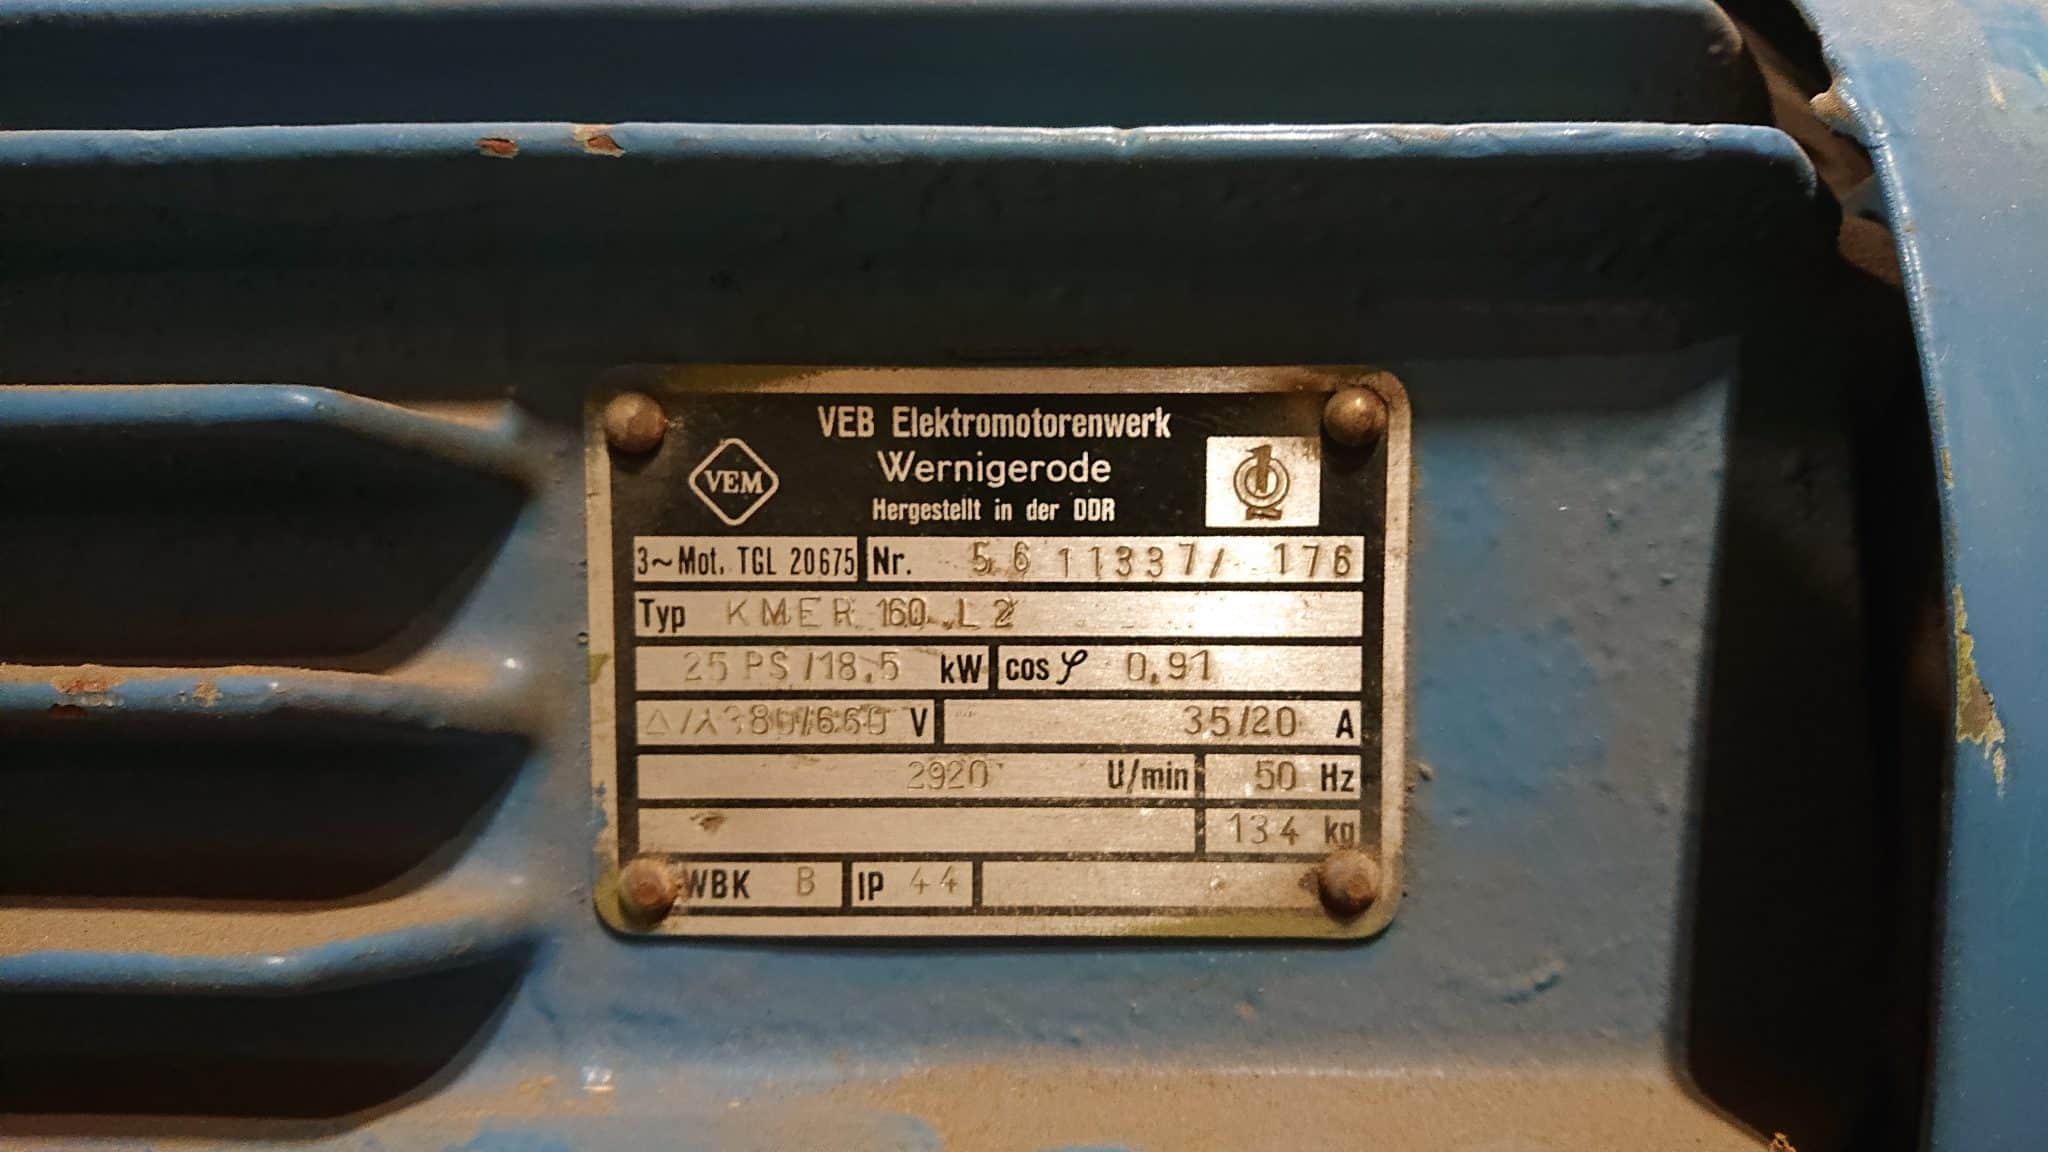 VEB Elektromotorenwerk
Wernigerode
Hergestellt in der DDR
VEM
1
3~Mot. TGL 20675 Nr. 56 11337/ 176
Typ KMER 160 L2
25 PS/18,5 kW cos φ 0,91
△/⅄ 380/660 V 35/20 A
2920 U/min 50 Hz
134 kg
WBK B IP 44